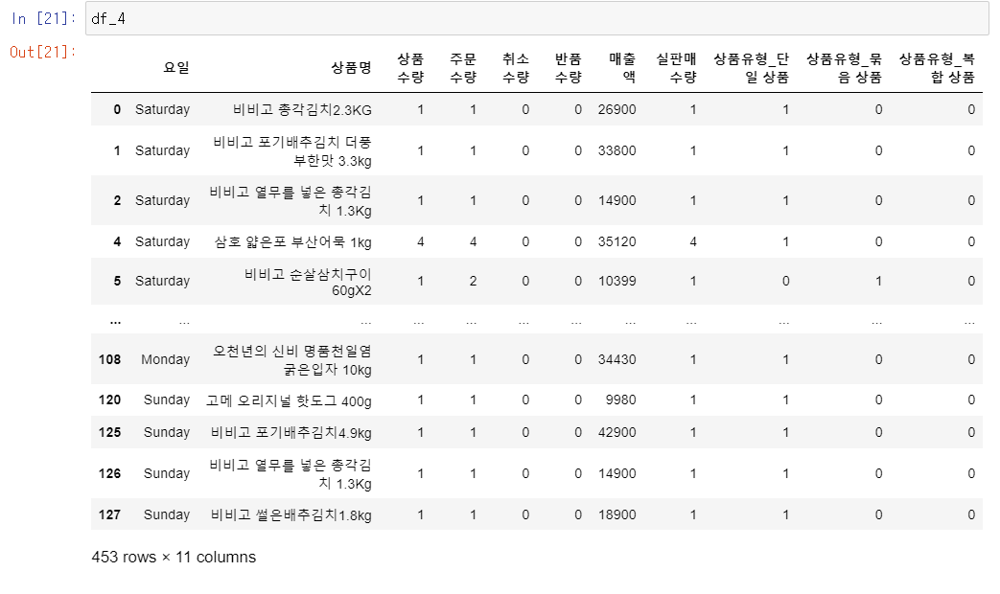 In [21]: df_4
Out[21]:
요일 상품명 상품 수량 주문 수량 취소 수량 반품 수량 매출 액 실판매 수량 상품유형_단 일 상품 상품유형_묶 음 상품 상품유형_복 합 상품
0 Saturday 비비고 총각김치2.3KG 1 1 0 0 26900 1 1 0 0
1 Saturday 비비고 포기배추김치 더풍 부한맛 3.3kg 1 1 0 0 33800 1 1 0 0
2 Saturday 비비고 열무를 넣은 총각김 치 1.3Kg 1 1 0 0 14900 1 1 0 0
4 Saturday 삼호 얇은포 부산어묵 1kg 4 4 0 0 35120 4 1 0 0
5 Saturday 비비고 순살삼치구이 60gX2 1 2 0 0 10399 1 0 1 0
... ... ... ... ... ... ... ... ... ... ... ...
108 Monday 오천년의 신비 명품천일염 굵은입자 10kg 1 1 0 0 34430 1 1 0 0
120 Sunday 고메 오리지널 핫도그 400g 1 1 0 0 9980 1 1 0 0
125 Sunday 비비고 포기배추김치4.9kg 1 1 0 0 42900 1 1 0 0
126 Sunday 비비고 열무를 넣은 총각김 치 1.3Kg 1 1 0 0 14900 1 1 0 0
127 Sunday 비비고 썰은배추김치1.8kg 1 1 0 0 18900 1 1 0 0
453 rows × 11 columns